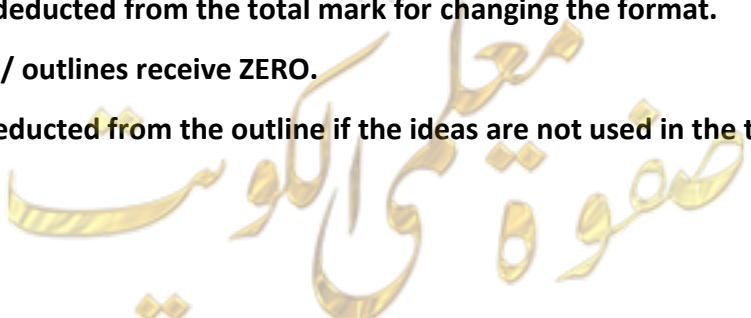 deducted from the total mark for changing the format.
/ outlines receive ZERO.
educted from the outline if the ideas are not used in the t
صفوة معلمى الكويت